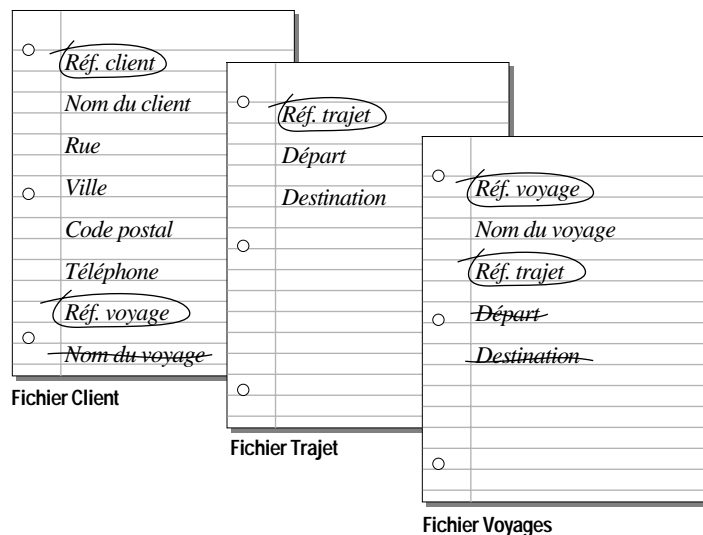 Réf. client
Nom du client
Rue
Ville
Code postal
Téléphone
Réf. voyage
Nom du voyage
Fichier Client
Réf. trajet
Départ
Destination
Fichier Trajet
Réf. voyage
Nom du voyage
Réf. trajet
Départ
Destination
Fichier Voyages